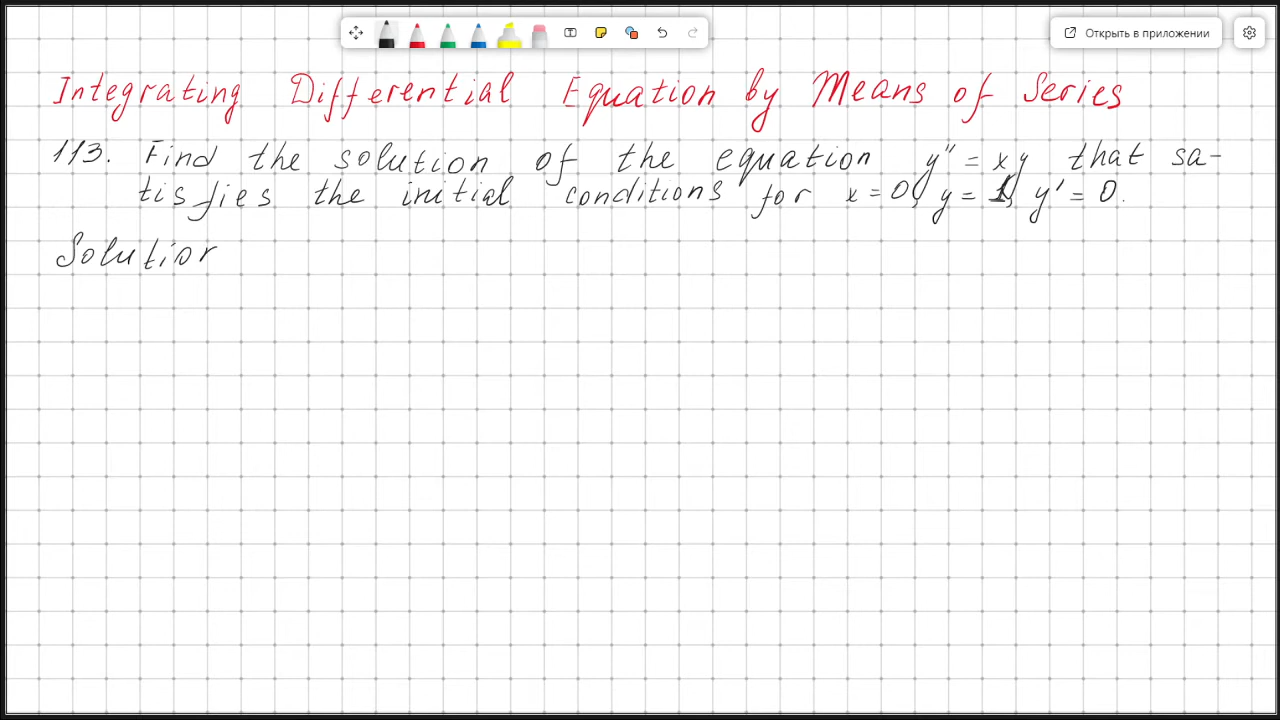 Открыть в приложении
Integrating Differential Equation by Means of Series
113. Find the solution of the equation y" = xy that sa-
tisfies the initial conditions for x = 0, y = 1, y' = 0.
Solution